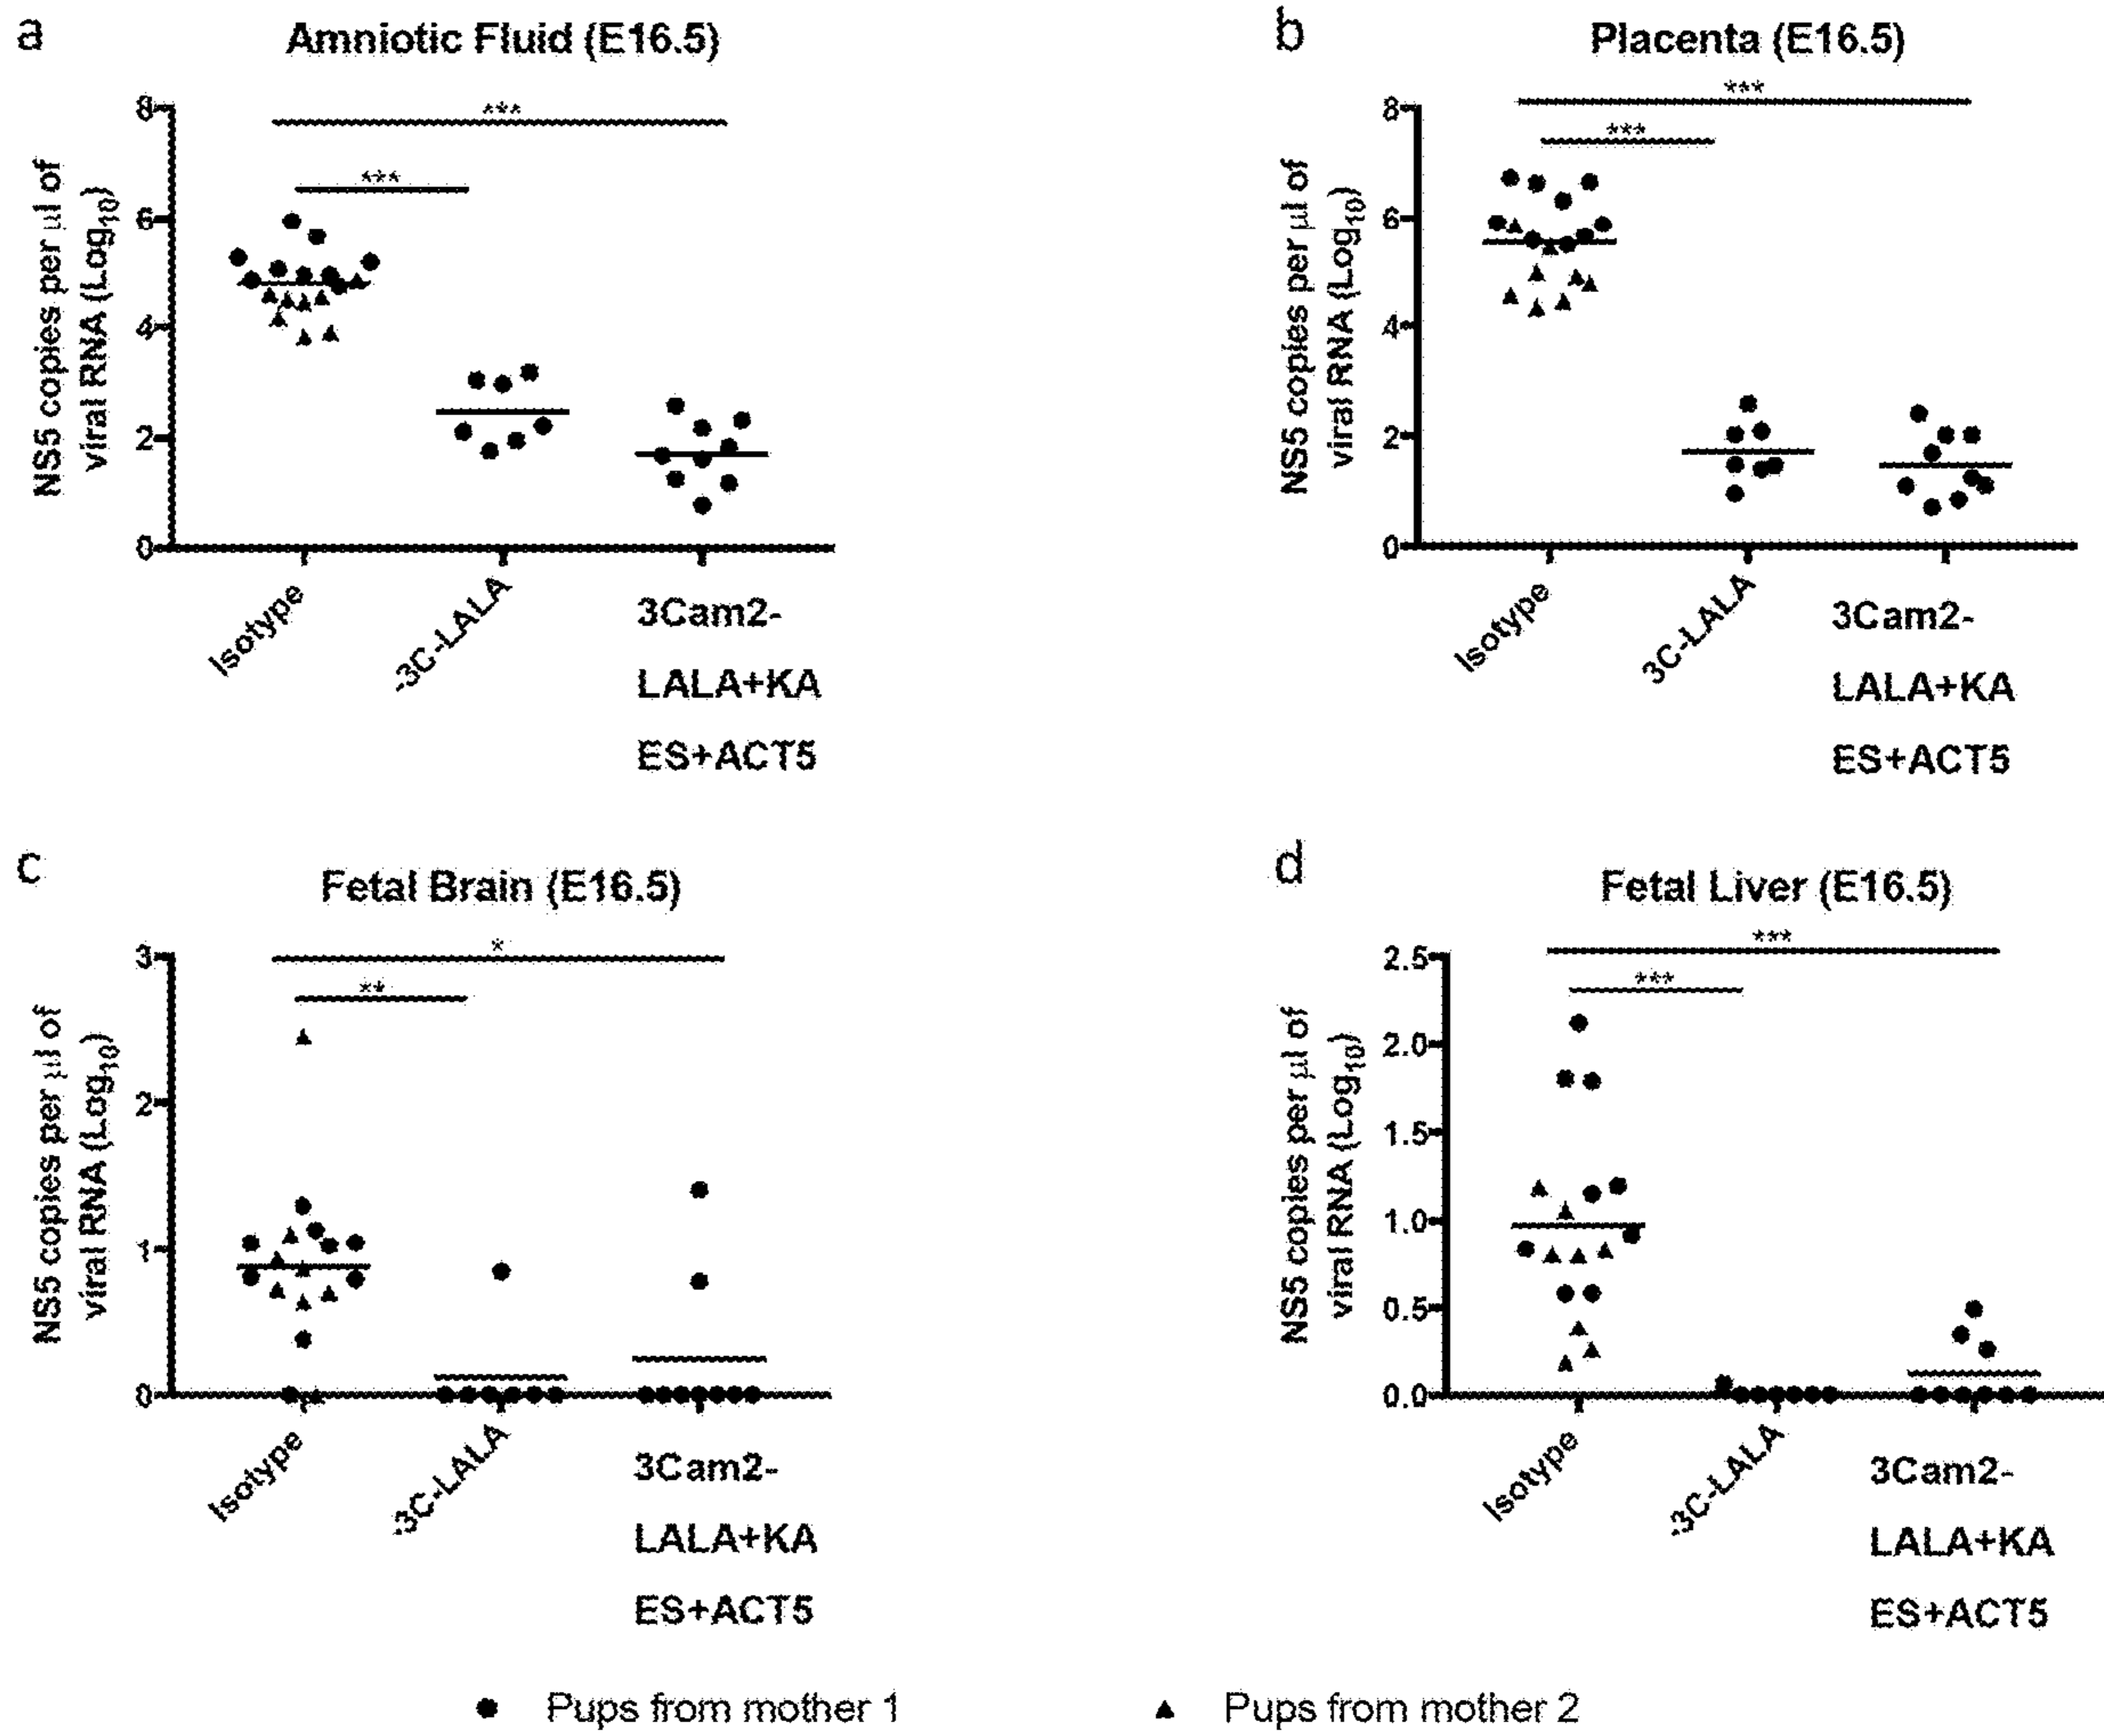 a
Amniotic Fluid (E16.5)
NS5 copies per µl of
viral RNA (Log10)
8
6
4
2
0
***
***
Isotype
-3C-LALA
3Cam2-
LALA+KA
ES+ACT5
b
Placenta (E16.5)
NS5 copies per µl of
viral RNA (Log10)
8
6
4
2
0
***
***
Isotype
3C-LALA
3Cam2-
LALA+KA
ES+ACT5
c
Fetal Brain (E16.5)
NS5 copies per µl of
viral RNA (Log10)
3
2
1
0
*
**
Isotype
-3C-LALA
3Cam2-
LALA+KA
ES+ACT5
d
Fetal Liver (E16.5)
NS5 copies per µl of
viral RNA (Log10)
2.5
2.0
1.5
1.0
0.5
0.0
***
***
Isotype
-3C-LALA
3Cam2-
LALA+KA
ES+ACT5
Pups from mother 1
Pups from mother 2